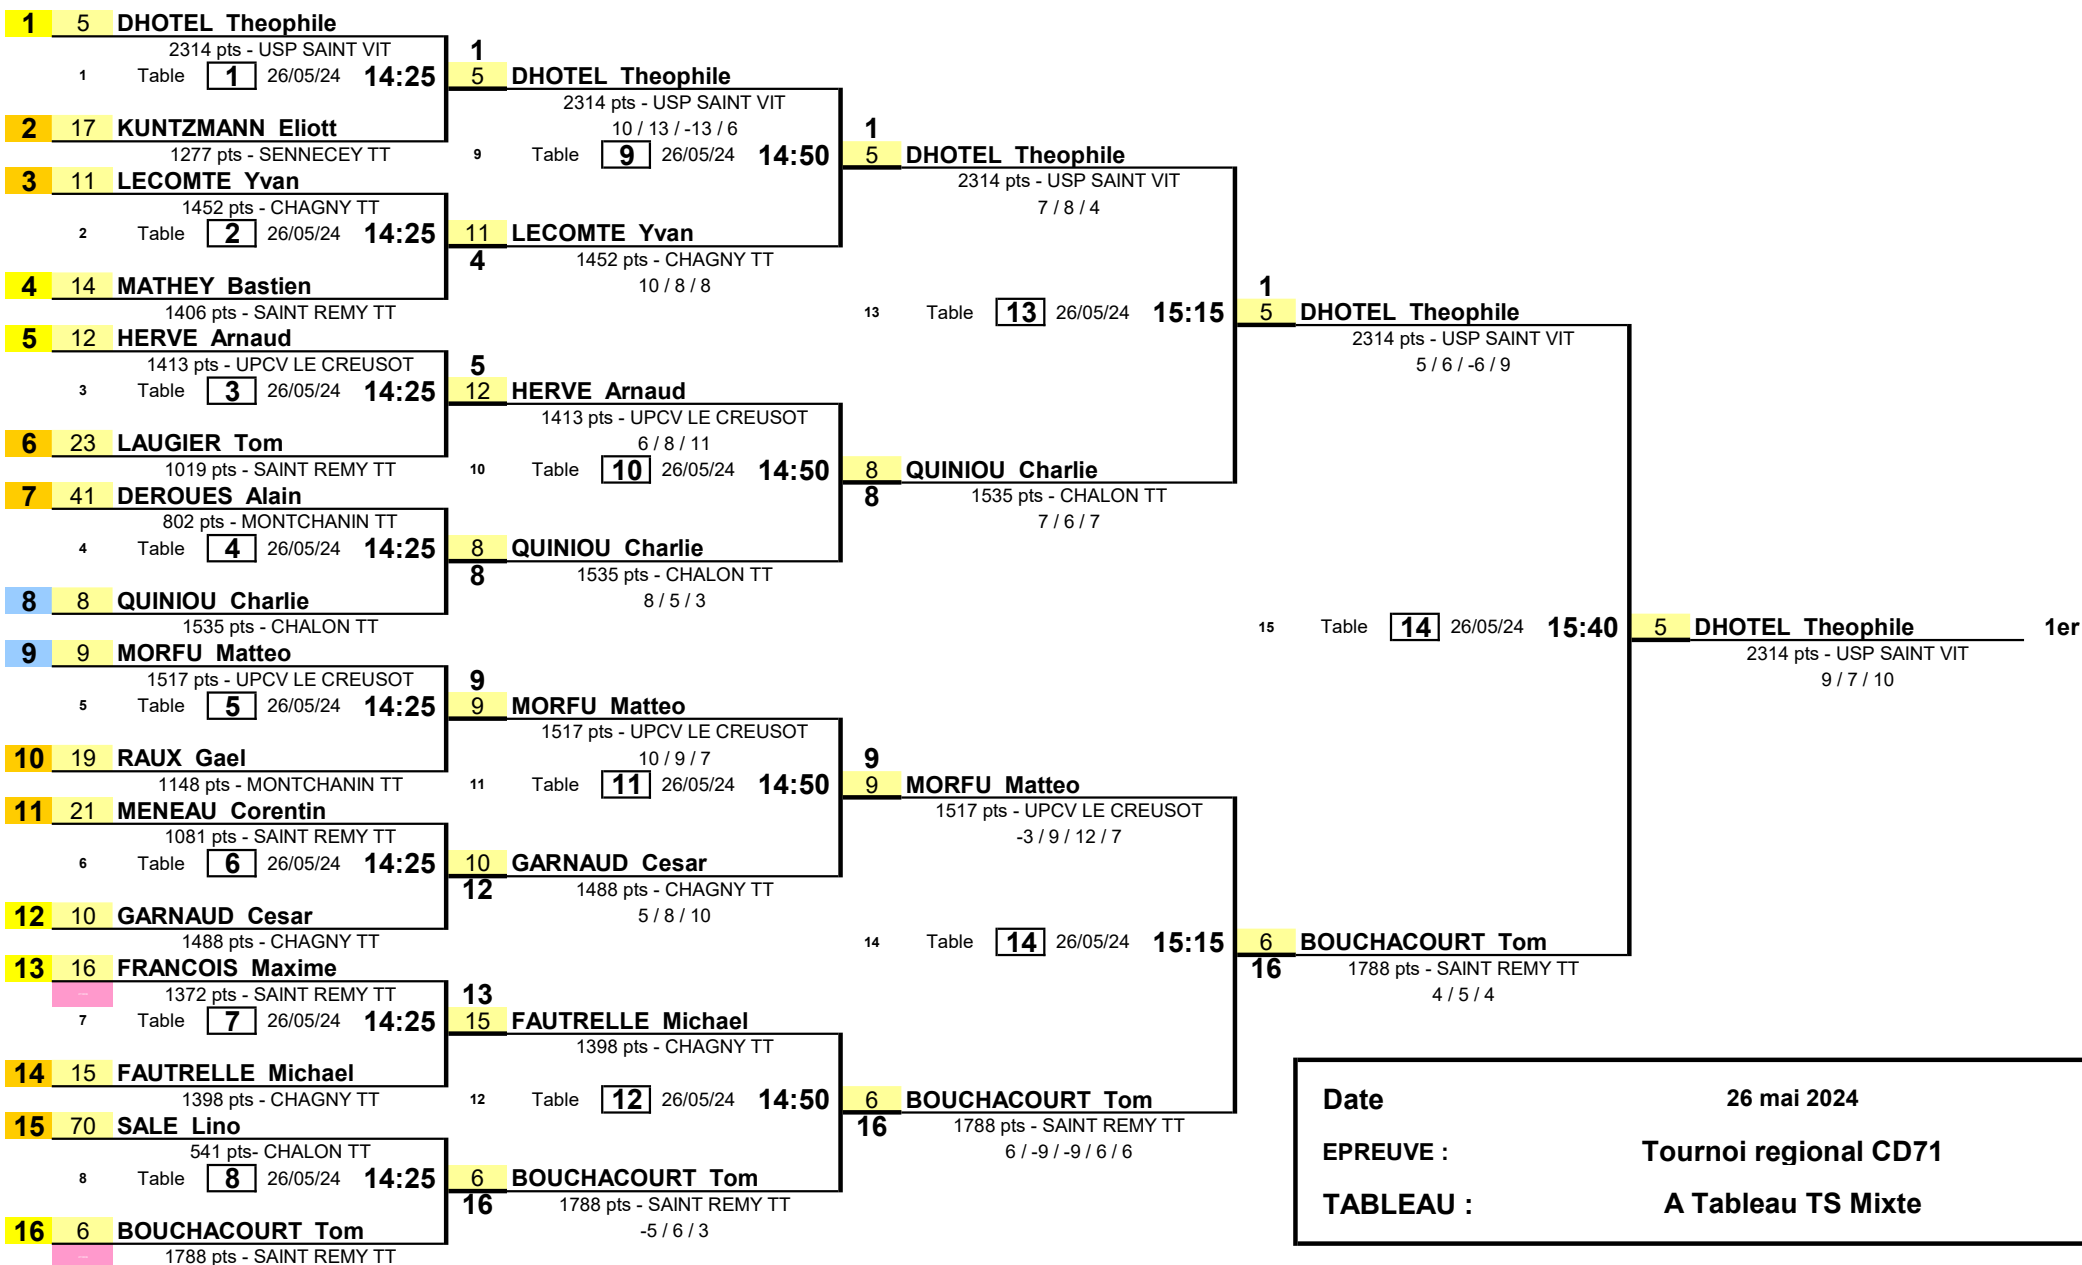 1 5 DHOTEL Theophile
2314 pts - USP SAINT VIT
1 Table 1 26/05/24 14:25
2 17 KUNTZMANN Eliott
1277 pts - SENNECEY TT
3 11 LECOMTE Yvan
1452 pts - CHAGNY TT
2 Table 2 26/05/24 14:25
4 14 MATHEY Bastien
1406 pts - SAINT REMY TT
5 12 HERVE Arnaud
1413 pts - UPCV LE CREUSOT
3 Table 3 26/05/24 14:25
6 23 LAUGIER Tom
1019 pts - SAINT REMY TT
7 41 DEROUES Alain
802 pts - MONTCHANIN TT
4 Table 4 26/05/24 14:25
8 8 QUINIOU Charlie
1535 pts - CHALON TT
9 9 MORFU Matteo
1517 pts - UPCV LE CREUSOT
5 Table 5 26/05/24 14:25
10 19 RAUX Gael
1148 pts - MONTCHANIN TT
11 21 MENEAU Corentin
1081 pts - SAINT REMY TT
6 Table 6 26/05/24 14:25
12 10 GARNAUD Cesar
1488 pts - CHAGNY TT
13 16 FRANCOIS Maxime
1372 pts - SAINT REMY TT
7 Table 7 26/05/24 14:25
14 15 FAUTRELLE Michael
1398 pts - CHAGNY TT
15 70 SALE Lino
541 pts- CHALON TT
8 Table 8 26/05/24 14:25
16 6 BOUCHACOURT Tom
1788 pts - SAINT REMY TT
1
5 DHOTEL Theophile
2314 pts - USP SAINT VIT
10 / 13 / -13 / 6
9 Table 9 26/05/24 14:50
11 LECOMTE Yvan
4 1452 pts - CHAGNY TT
10 / 8 / 8
5
12 HERVE Arnaud
1413 pts - UPCV LE CREUSOT
6 / 8 / 11
10 Table 10 26/05/24 14:50
8 QUINIOU Charlie
8 1535 pts - CHALON TT
8 / 5 / 3
9
9 MORFU Matteo
1517 pts - UPCV LE CREUSOT
10 / 9 / 7
11 Table 11 26/05/24 14:50
10 GARNAUD Cesar
12 1488 pts - CHAGNY TT
5 / 8 / 10
13
15 FAUTRELLE Michael
1398 pts - CHAGNY TT
12 Table 12 26/05/24 14:50
6 BOUCHACOURT Tom
16 1788 pts - SAINT REMY TT
-5 / 6 / 3
1
5 DHOTEL Theophile
2314 pts - USP SAINT VIT
7 / 8 / 4
13 Table 13 26/05/24 15:15
8 QUINIOU Charlie
8 1535 pts - CHALON TT
7 / 6 / 7
9
9 MORFU Matteo
1517 pts - UPCV LE CREUSOT
-3 / 9 / 12 / 7
14 Table 14 26/05/24 15:15
6 BOUCHACOURT Tom
16 1788 pts - SAINT REMY TT
6 / -9 / -9 / 6 / 6
1
5 DHOTEL Theophile
2314 pts - USP SAINT VIT
5 / 6 / -6 / 9
15 Table 14 26/05/24 15:40
6 BOUCHACOURT Tom
16 1788 pts - SAINT REMY TT
4 / 5 / 4
5 DHOTEL Theophile 1er
2314 pts - USP SAINT VIT
9 / 7 / 10
Date 26 mai 2024
EPREUVE : Tournoi regional CD71
TABLEAU : A Tableau TS Mixte